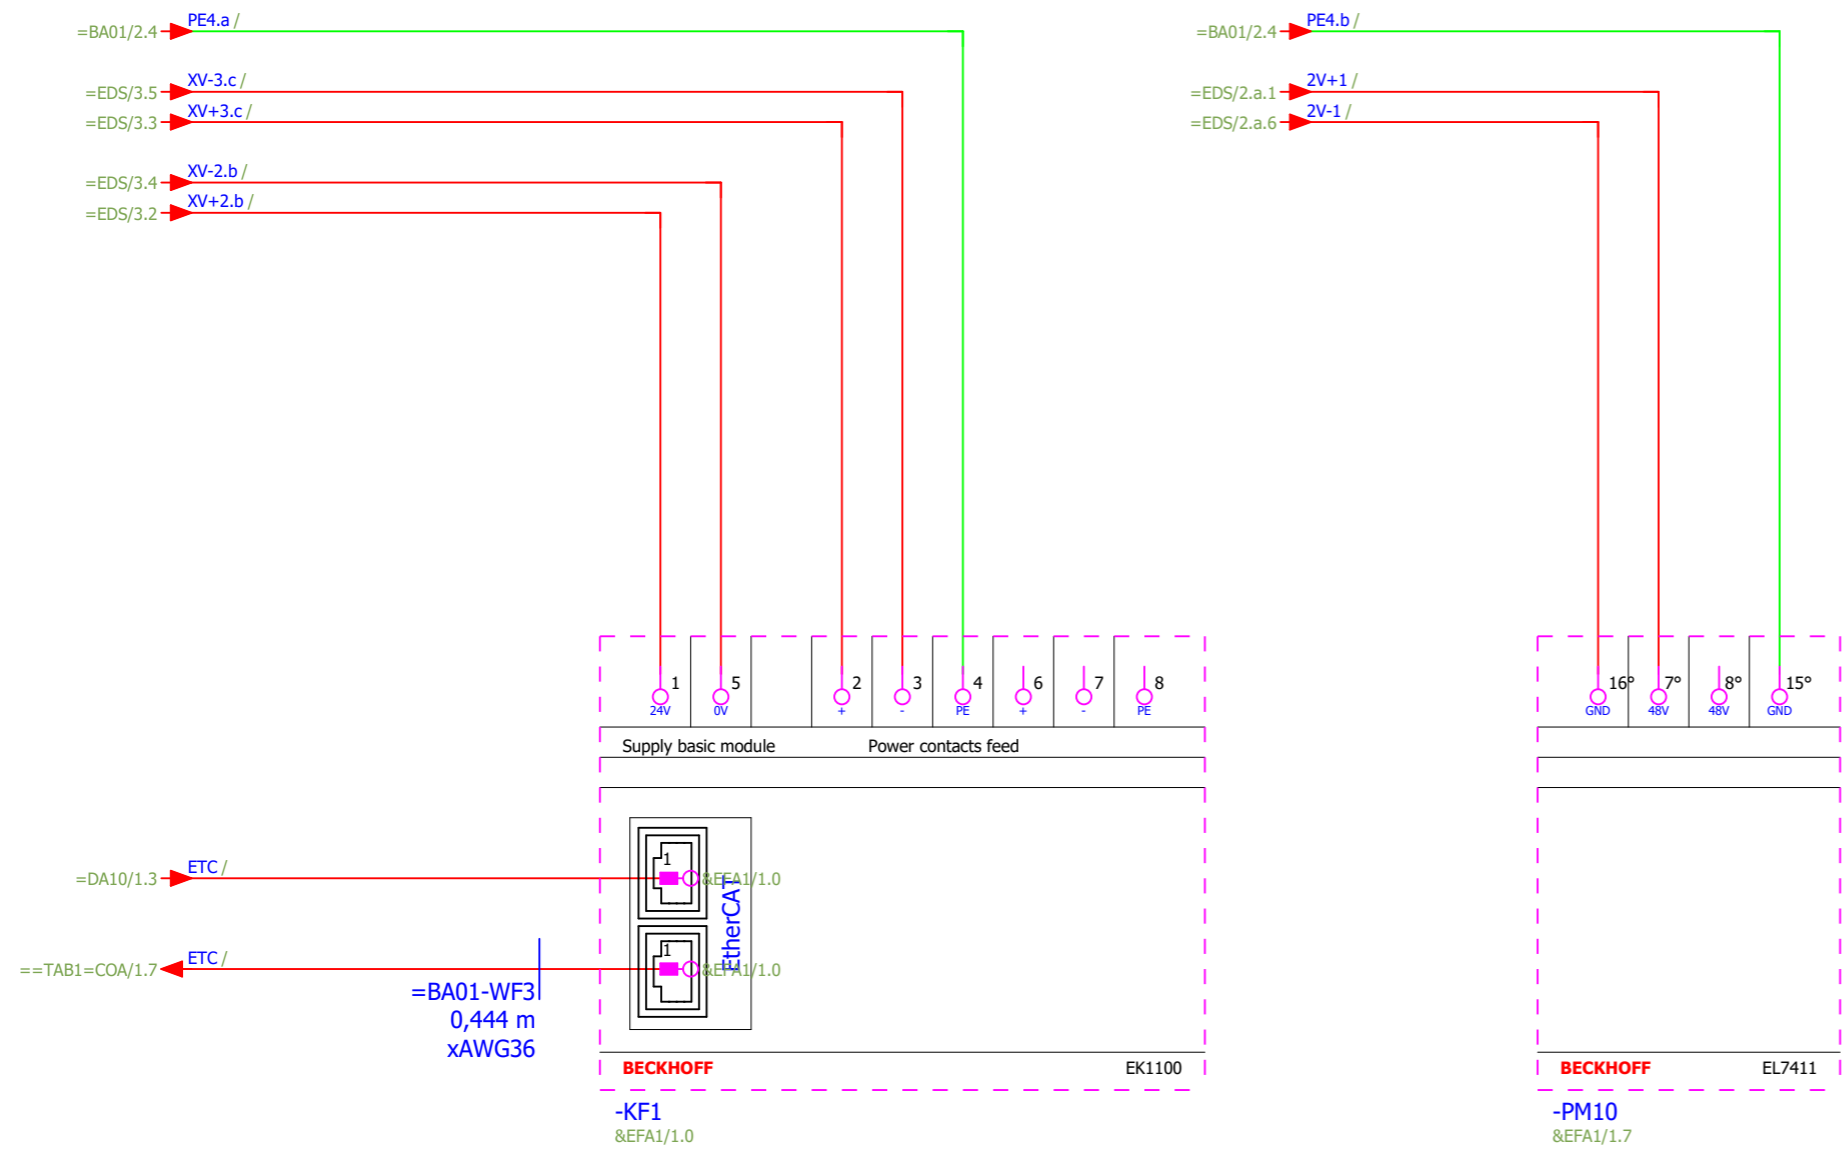 PE4.a /
=BA01/2.4
XV-3.c /
=EDS/3.5
XV+3.c /
=EDS/3.3
XV-2.b /
=EDS/3.4
XV+2.b /
=EDS/3.2
PE4.b /
=BA01/2.4
2V+1 /
=EDS/2.a.1
2V-1 /
=EDS/2.a.6
1 5 2 3 4 6 7 8
24V 0V + - PE + - PE
Supply basic module Power contacts feed
16° 7° 8° 15°
GND 48V 48V GND
ETC /
=DA10/1.3
1
&EFA1/1.0
EtherCAT
ETC /
==TAB1=COA/1.7
1
&EFA1/1.0
=BA01-WF3
0,444 m
xAWG36
BECKHOFF EK1100
-KF1
&EFA1/1.0
BECKHOFF EL7411
-PM10
&EFA1/1.7